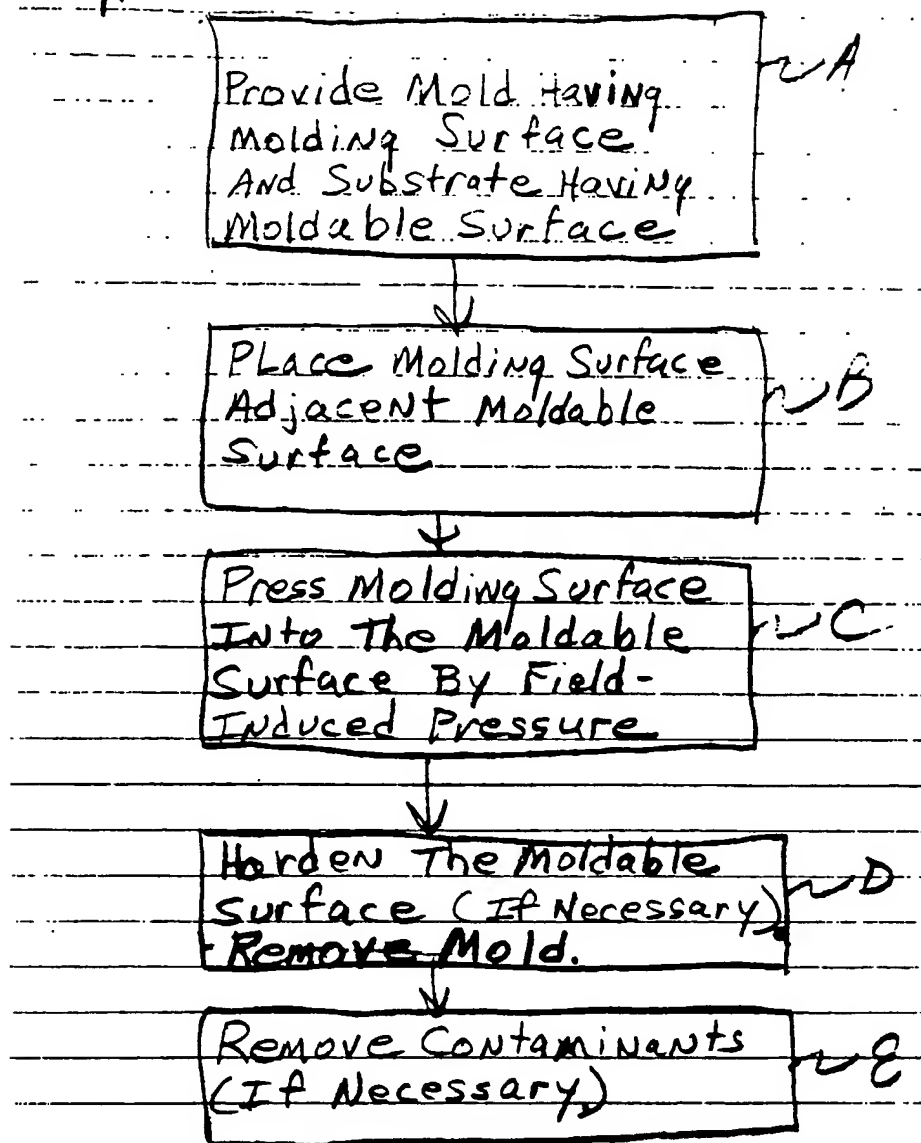 Provide Mold Having
Molding Surface
And Substrate Having
Moldable Surface
A
Place Molding Surface
Adjacent Moldable
Surface
B
Press Molding Surface
Into The Moldable
Surface By Field-
Induced Pressure
C
Harden The Moldable
Surface (If Necessary).
Remove Mold.
D
Remove Contaminants
(If Necessary)
E